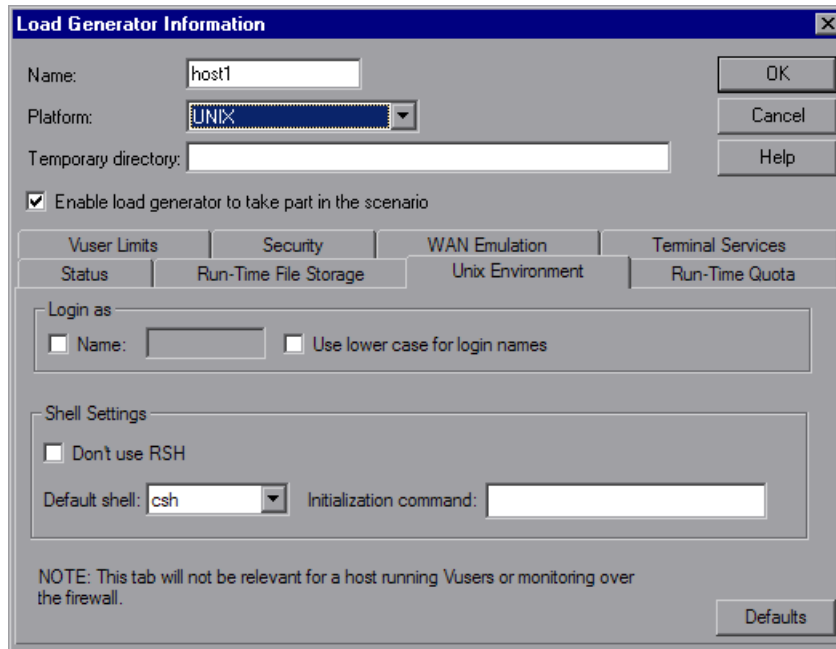 Load Generator Information
Name: host1 OK
Platform: UNIX Cancel
Temporary directory: Help
Enable load generator to take part in the scenario
Vuser Limits Security WAN Emulation Terminal Services
Status Run-Time File Storage Unix Environment Run-Time Quota
Login as
Name: Use lower case for login names
Shell Settings
Don't use RSH
Default shell: csh Initialization command:
NOTE: This tab will not be relevant for a host running Vusers or monitoring over
the firewall.
Defaults